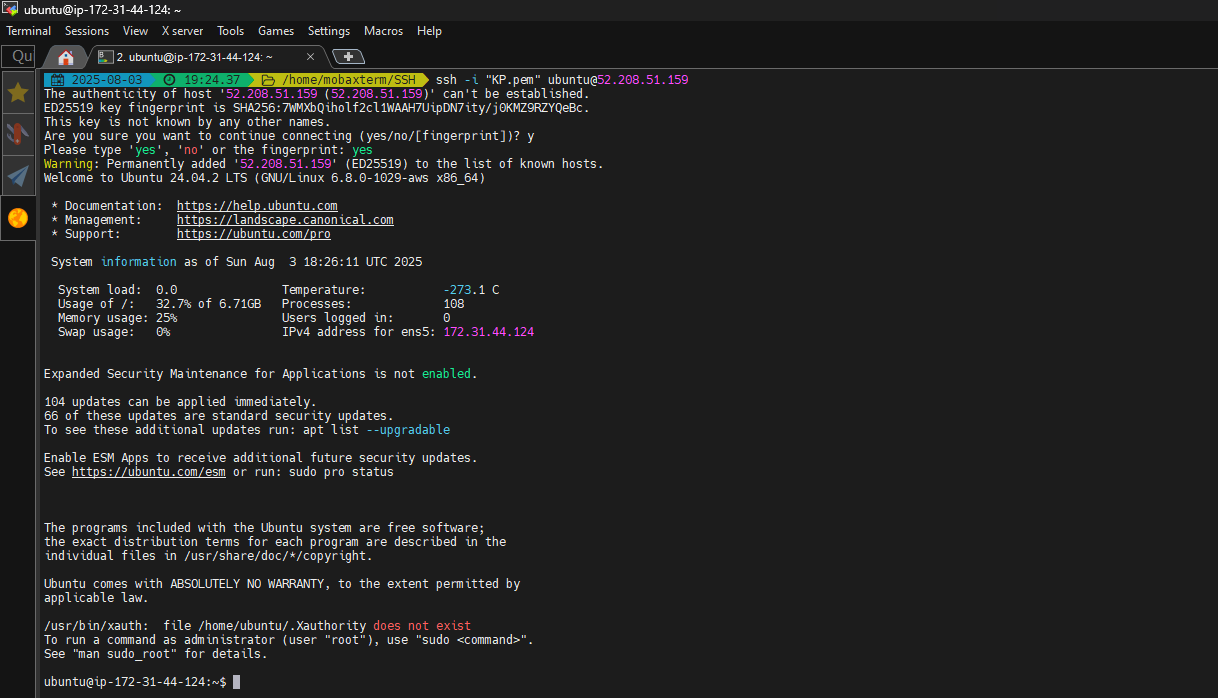 ubuntu@ip-172-31-44-124: ~
Terminal Sessions View X server Tools Games Settings Macros Help
Qu
2. ubuntu@ip-172-31-44-124: ~
2025-08-03 19:24.37 /home/mobaxterm/SSH ssh -i "KP.pem" ubuntu@52.208.51.159
The authenticity of host '52.208.51.159 (52.208.51.159)' can't be established.
ED25519 key fingerprint is SHA256:7WMXbQiholf2cl1WAAH7UipDN7ity/j0KMZ9RZYQeBc.
This key is not known by any other names.
Are you sure you want to continue connecting (yes/no/[fingerprint])? y
Please type 'yes', 'no' or the fingerprint: yes
Warning: Permanently added '52.208.51.159' (ED25519) to the list of known hosts.
Welcome to Ubuntu 24.04.2 LTS (GNU/Linux 6.8.0-1029-aws x86_64)
* Documentation: https://help.ubuntu.com
* Management: https://landscape.canonical.com
* Support: https://ubuntu.com/pro
System information as of Sun Aug 3 18:26:11 UTC 2025
System load: 0.0 Temperature: -273.1 C
Usage of /: 32.7% of 6.71GB Processes: 108
Memory usage: 25% Users logged in: 0
Swap usage: 0% IPv4 address for ens5: 172.31.44.124
Expanded Security Maintenance for Applications is not enabled.
104 updates can be applied immediately.
66 of these updates are standard security updates.
To see these additional updates run: apt list --upgradable
Enable ESM Apps to receive additional future security updates.
See https://ubuntu.com/esm or run: sudo pro status
The programs included with the Ubuntu system are free software;
the exact distribution terms for each program are described in the
individual files in /usr/share/doc/*/copyright.
Ubuntu comes with ABSOLUTELY NO WARRANTY, to the extent permitted by
applicable law.
/usr/bin/xauth: file /home/ubuntu/.Xauthority does not exist
To run a command as administrator (user "root"), use "sudo <command>".
See "man sudo_root" for details.
ubuntu@ip-172-31-44-124:~$